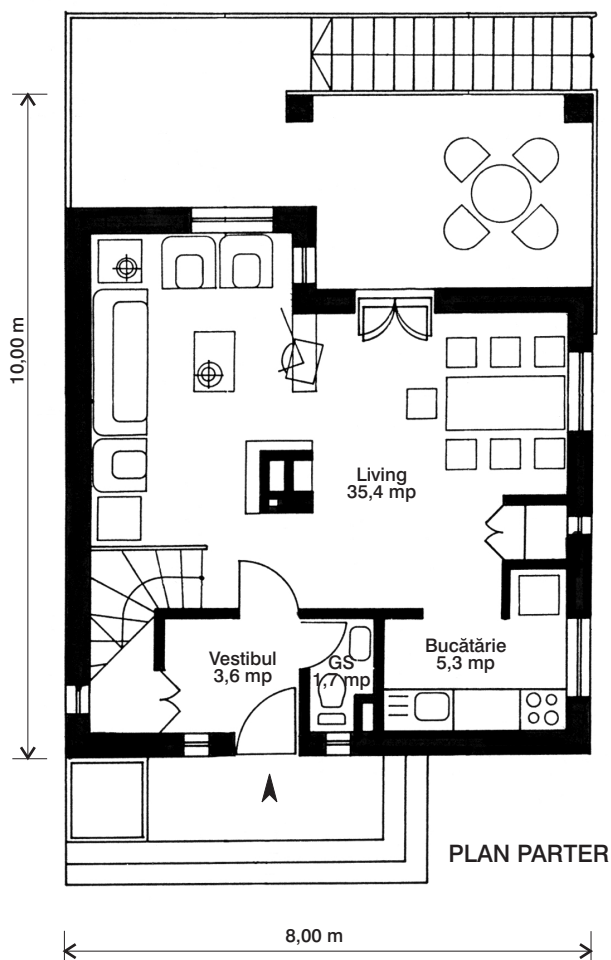 10,00 m
Living
35,4 mp
Vestibul
3,6 mp
GS
1,7 mp
Bucătărie
5,3 mp
PLAN PARTER
8,00 m